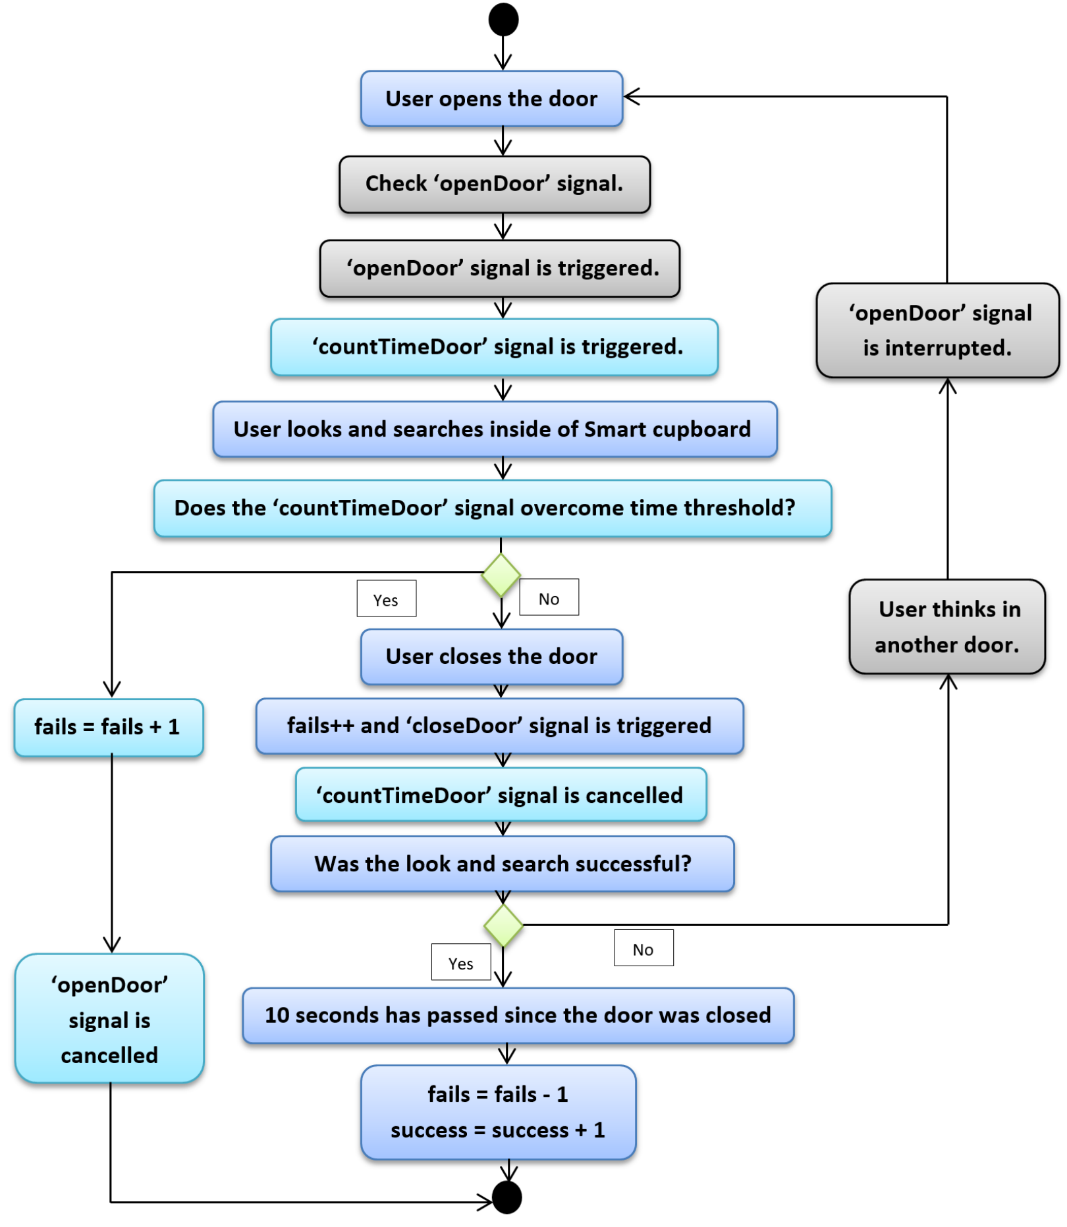 User opens the door
Check ‘openDoor’ signal.
‘openDoor’ signal is triggered.
‘countTimeDoor’ signal is triggered.
User looks and searches inside of Smart cupboard
Does the ‘countTimeDoor’ signal overcome time threshold?
Yes
No
User closes the door
fails++ and ‘closeDoor’ signal is triggered
‘countTimeDoor’ signal is cancelled
Was the look and search successful?
Yes
No
10 seconds has passed since the door was closed
fails = fails - 1
success = success + 1
fails = fails + 1
‘openDoor’
signal is
cancelled
User thinks in
another door.
‘openDoor’ signal
is interrupted.